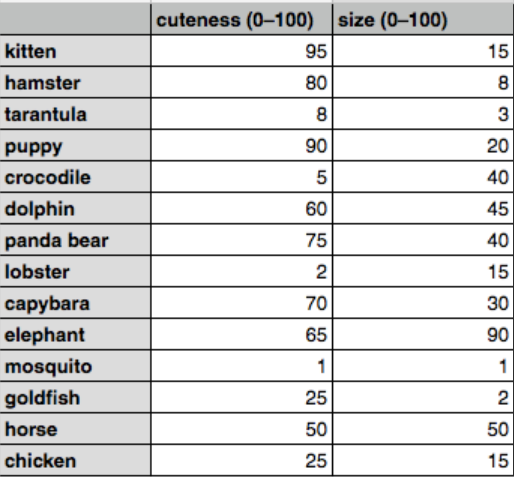 cuteness (0–100) size (0–100)
kitten 95 15
hamster 80 8
tarantula 8 3
puppy 90 20
crocodile 5 40
dolphin 60 45
panda bear 75 40
lobster 2 15
capybara 70 30
elephant 65 90
mosquito 1 1
goldfish 25 2
horse 50 50
chicken 25 15